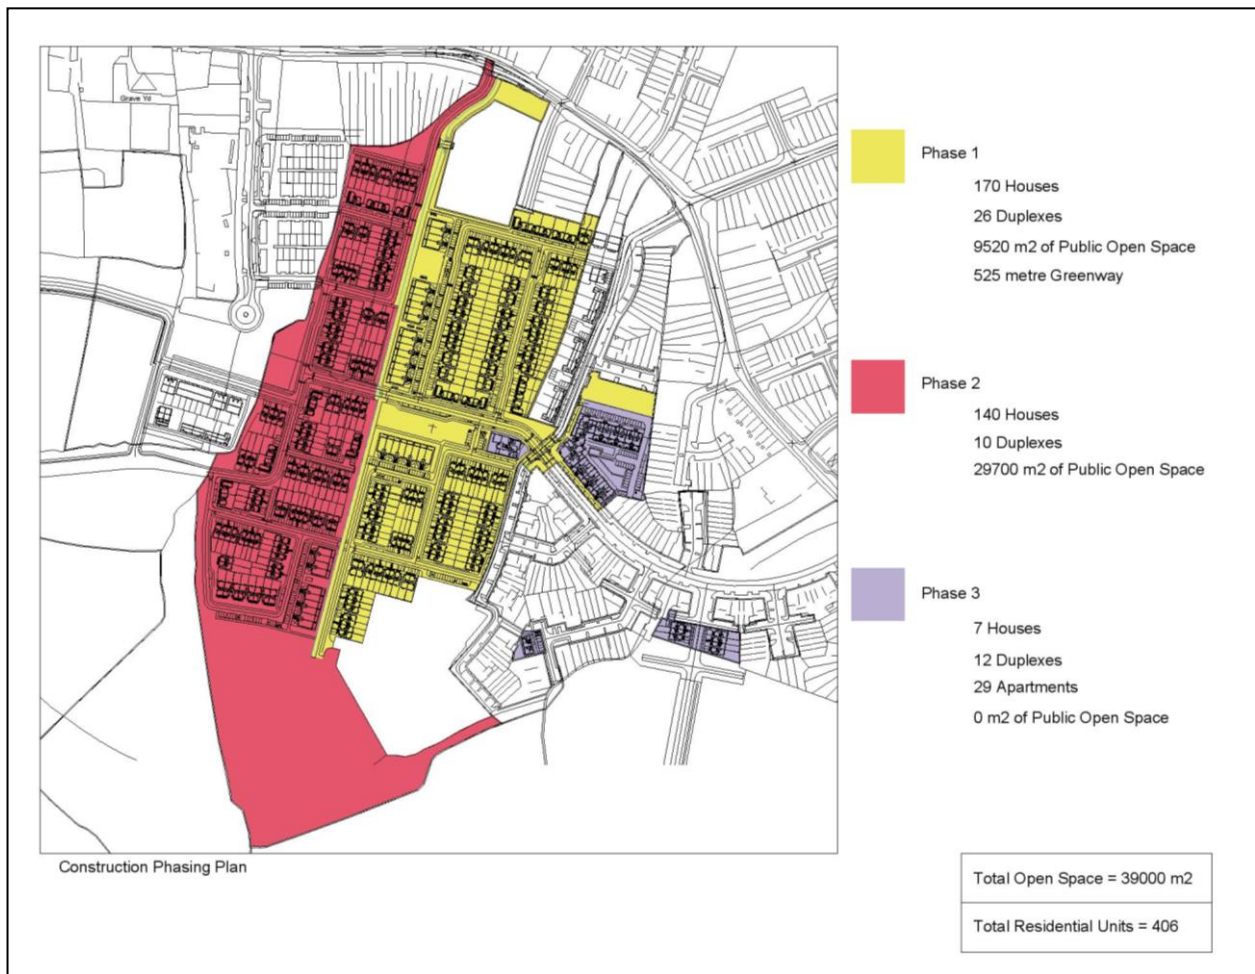 Grave Yd
Phase 1
170 Houses
26 Duplexes
9520 m2 of Public Open Space
525 metre Greenway
Phase 2
140 Houses
10 Duplexes
29700 m2 of Public Open Space
Phase 3
7 Houses
12 Duplexes
29 Apartments
0 m2 of Public Open Space
Construction Phasing Plan
Total Open Space = 39000 m2
Total Residential Units = 406